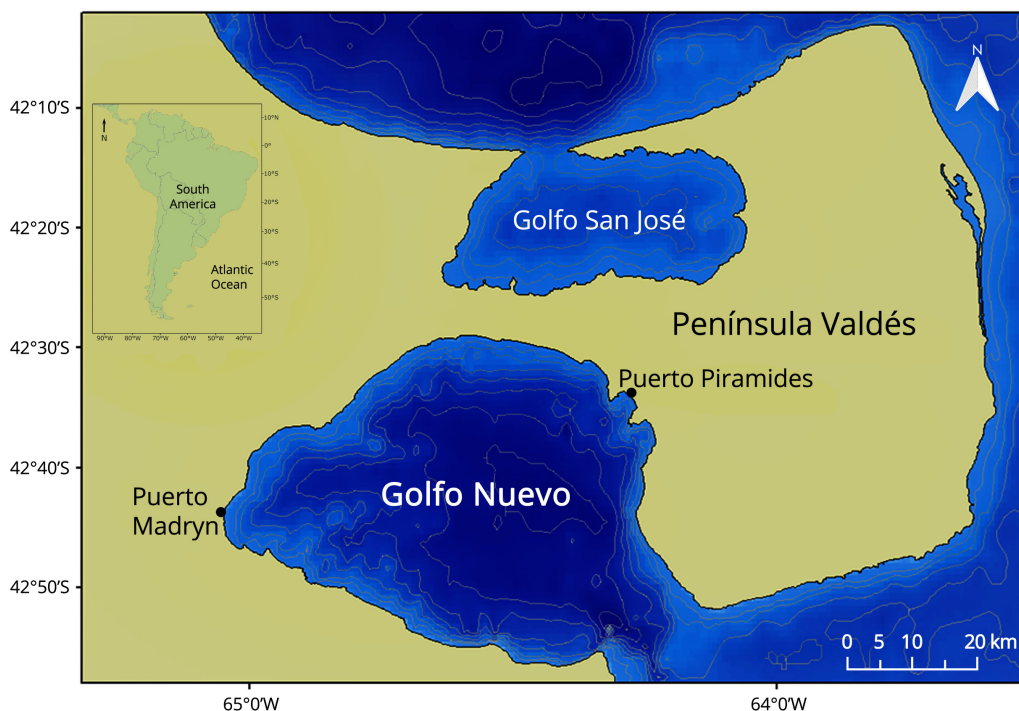 N
42°10′S
42°20′S
42°30′S
42°40′S
42°50′S
65°0′W
64°0′W
N
South
America
Atlantic
Ocean
10°N
0°
10°S
20°S
30°S
40°S
50°S
90°W
80°W
70°W
60°W
50°W
40°W
Golfo San José
Península Valdés
Puerto Piramides
Golfo Nuevo
Puerto
Madryn
0 5 10 20 km